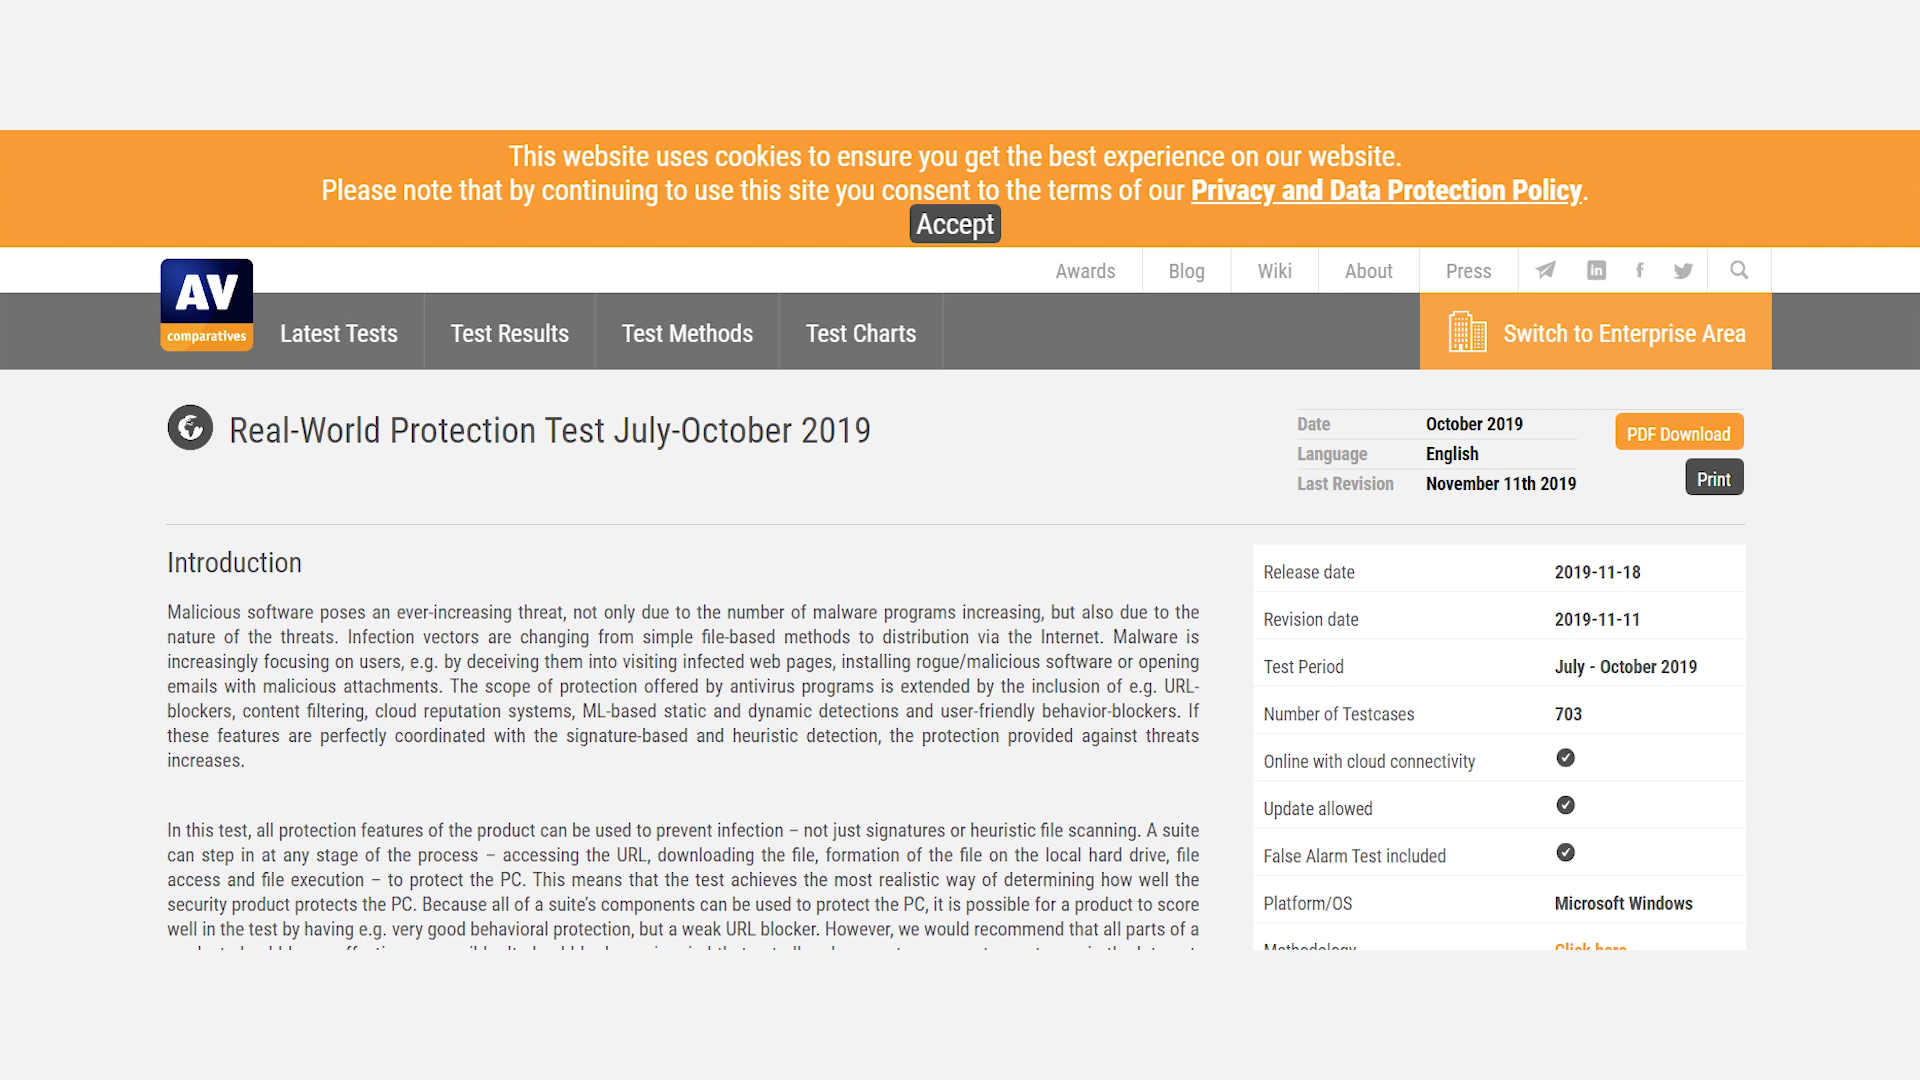 This website uses cookies to ensure you get the best experience on our website.
Please note that by continuing to use this site you consent to the terms of our Privacy and Data Protection Policy.
Accept
AV
comparatives
Awards
Blog
Wiki
About
Press
Latest Tests
Test Results
Test Methods
Test Charts
Switch to Enterprise Area
Real-World Protection Test July-October 2019
Date October 2019
Language English
Last Revision November 11th 2019
PDF Download
Print
Introduction
Malicious software poses an ever-increasing threat, not only due to the number of malware programs increasing, but also due to the
nature of the threats. Infection vectors are changing from simple file-based methods to distribution via the Internet. Malware is
increasingly focusing on users, e.g. by deceiving them into visiting infected web pages, installing rogue/malicious software or opening
emails with malicious attachments. The scope of protection offered by antivirus programs is extended by the inclusion of e.g. URL-
blockers, content filtering, cloud reputation systems, ML-based static and dynamic detections and user-friendly behavior-blockers. If
these features are perfectly coordinated with the signature-based and heuristic detection, the protection provided against threats
increases.
In this test, all protection features of the product can be used to prevent infection – not just signatures or heuristic file scanning. A suite
can step in at any stage of the process – accessing the URL, downloading the file, formation of the file on the local hard drive, file
access and file execution – to protect the PC. This means that the test achieves the most realistic way of determining how well the
security product protects the PC. Because all of a suite's components can be used to protect the PC, it is possible for a product to score
well in the test by having e.g. very good behavioral protection, but a weak URL blocker. However, we would recommend that all parts of a
Release date 2019-11-18
Revision date 2019-11-11
Test Period July - October 2019
Number of Testcases 703
Online with cloud connectivity
Update allowed
False Alarm Test included
Platform/OS Microsoft Windows
Methodology Click here